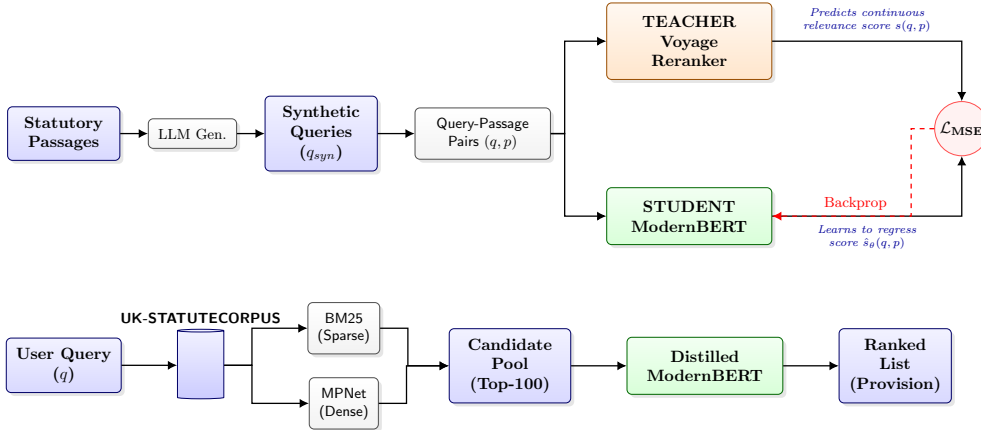 TEACHER
Voyage
Reranker
Predicts continuous
relevance score s(q, p)
Statutory
Passages
LLM Gen.
Synthetic
Queries
(q_syn)
Query-Passage
Pairs (q, p)
L_MSE
STUDENT
ModernBERT
Backprop
Learns to regress
score ŝ_θ(q, p)
UK-STATUTECORPUS
User Query
(q)
BM25
(Sparse)
MPNet
(Dense)
Candidate
Pool
(Top-100)
Distilled
ModernBERT
Ranked
List
(Provision)